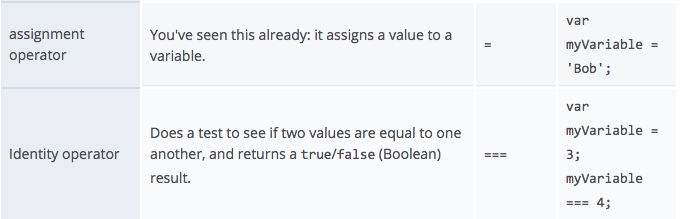 assignment
operator
You've seen this already: it assigns a value to a
variable.
=
var
myVariable =
'Bob';
Identity operator
Does a test to see if two values are equal to one
another, and returns a true/false (Boolean)
result.
===
var
myVariable =
3;
myVariable
=== 4;